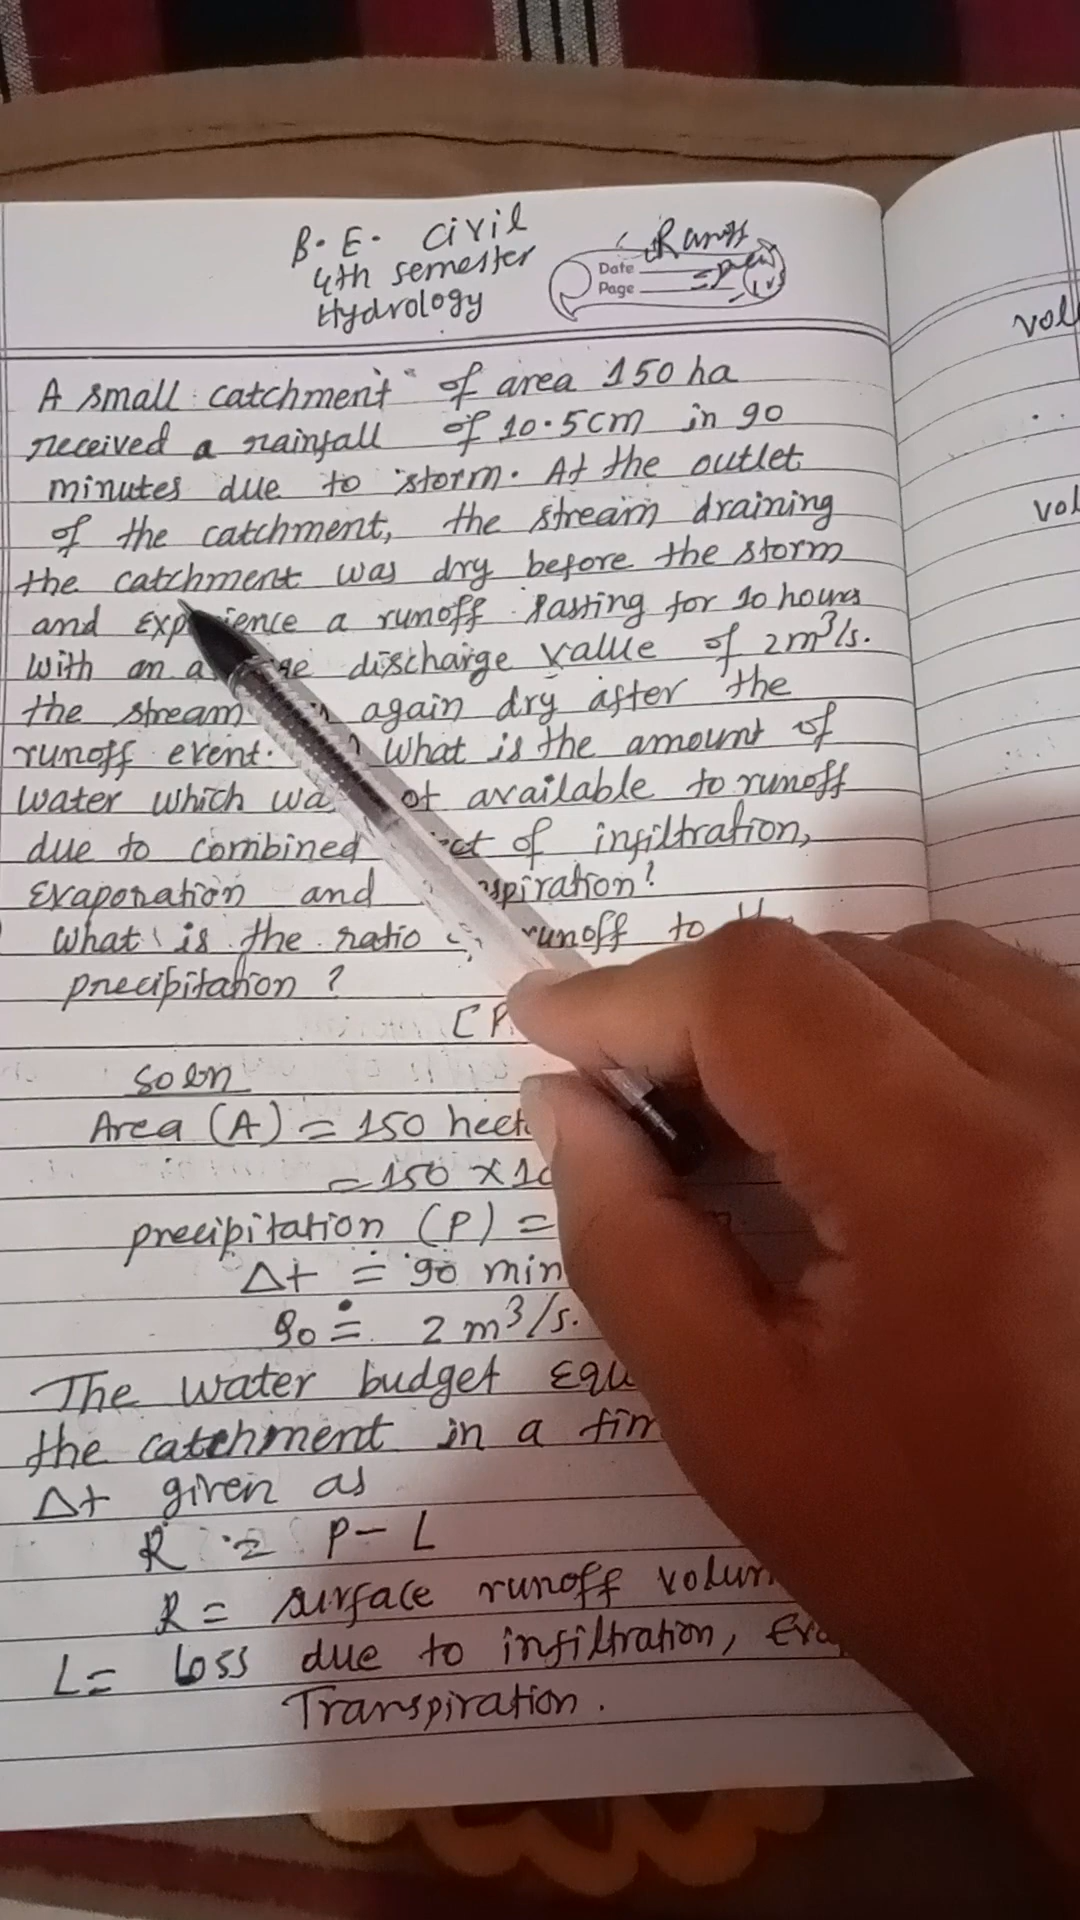 B. E. Civil
4th semester
Hydrology
Runoff
Date
Page
A small catchment of area 150 ha
received a rainfall of 10.5cm in 90
minutes due to storm. At the outlet
of the catchment, the stream draining
the catchment was dry before the storm
and a runoff lasting for 10 hours
with an discharge value of 2m³/s.
the stream again dry after the
runoff event. What is the amount of
water which available to runoff
due to combined of infiltration,
Evaporation and
What is the ratio runoff to
precipitation?
[P
soln
Area (A) = 150
= 150 ×
precipitation (P) =
Δt = 90 min
= 2 m³/s.
The water budget
the catchment in a
Δt given as
R = P - L
R = surface runoff
L = Loss due to infiltration,
Transpiration.
vol
vol